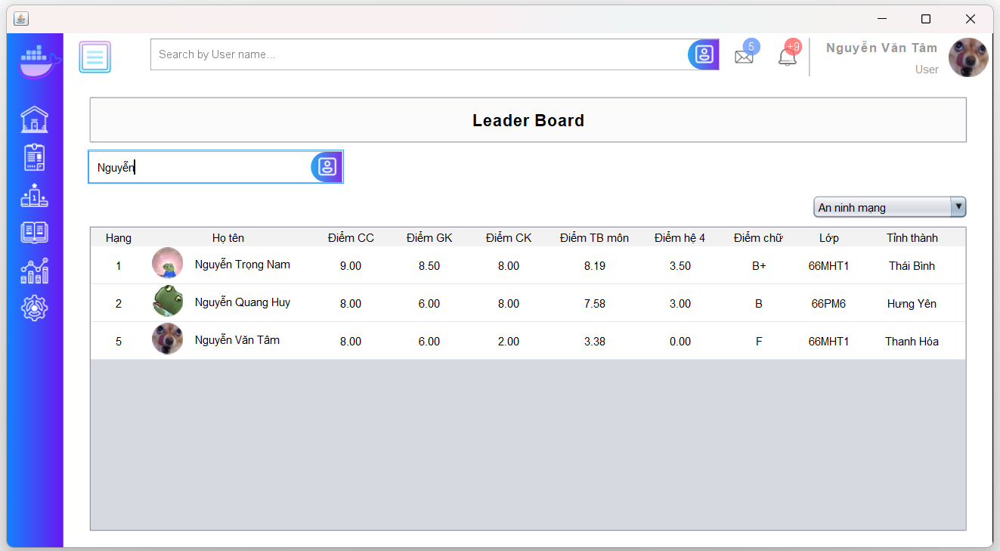 Search by User name...
5
+9
Nguyễn Văn Tâm
User
Leader Board
Nguyễn
An ninh mạng
Hạng Họ tên Điểm CC Điểm GK Điểm CK Điểm TB môn Điểm hệ 4 Điểm chữ Lớp Tỉnh thành
1 Nguyễn Trọng Nam 9.00 8.50 8.00 8.19 3.50 B+ 66MHT1 Thái Bình
2 Nguyễn Quang Huy 8.00 6.00 8.00 7.58 3.00 B 66PM6 Hưng Yên
5 Nguyễn Văn Tâm 8.00 6.00 2.00 3.38 0.00 F 66MHT1 Thanh Hóa